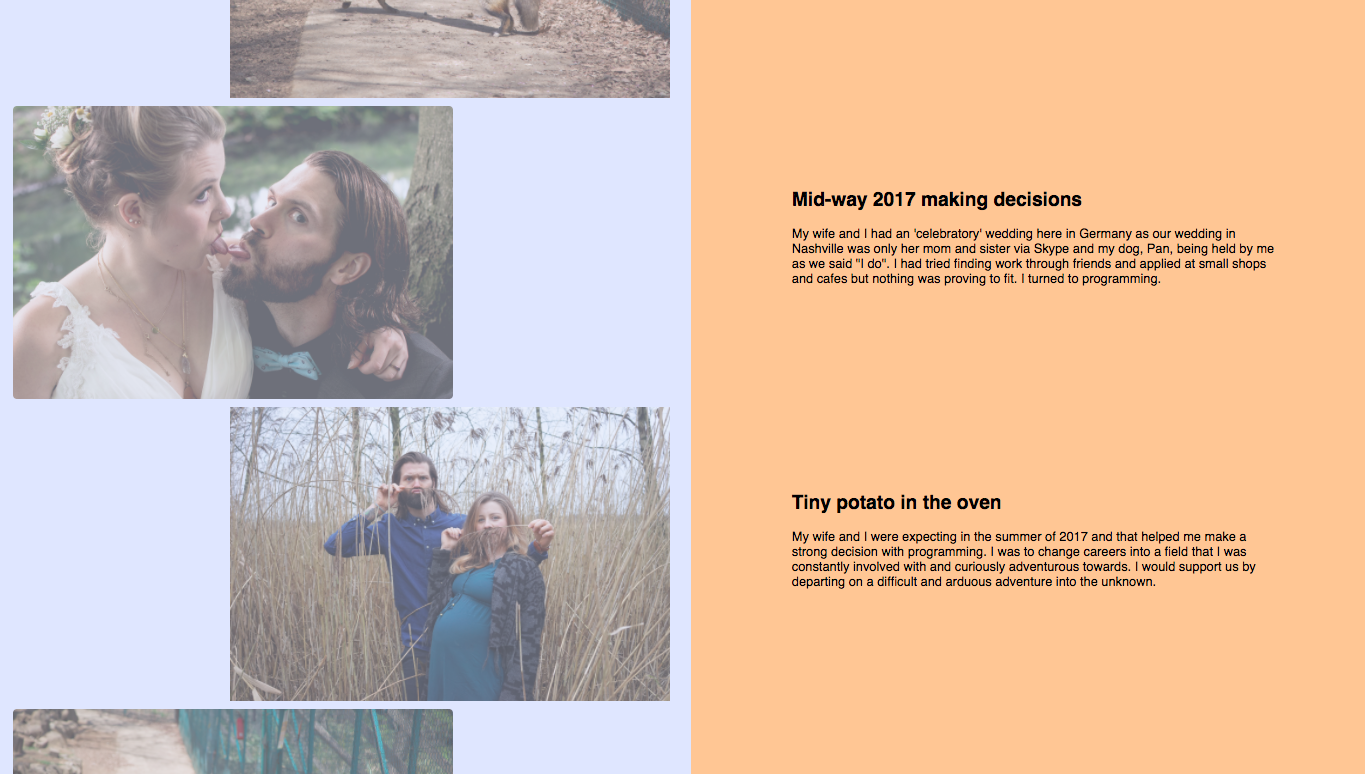 Mid-way 2017 making decisions
My wife and I had an 'celebratory' wedding here in Germany as our wedding in
Nashville was only her mom and sister via Skype and my dog, Pan, being held by me
as we said "I do". I had tried finding work through friends and applied at small shops
and cafes but nothing was proving to fit. I turned to programming.
Tiny potato in the oven
My wife and I were expecting in the summer of 2017 and that helped me make a
strong decision with programming. I was to change careers into a field that I was
constantly involved with and curiously adventurous towards. I would support us by
departing on a difficult and arduous adventure into the unknown.